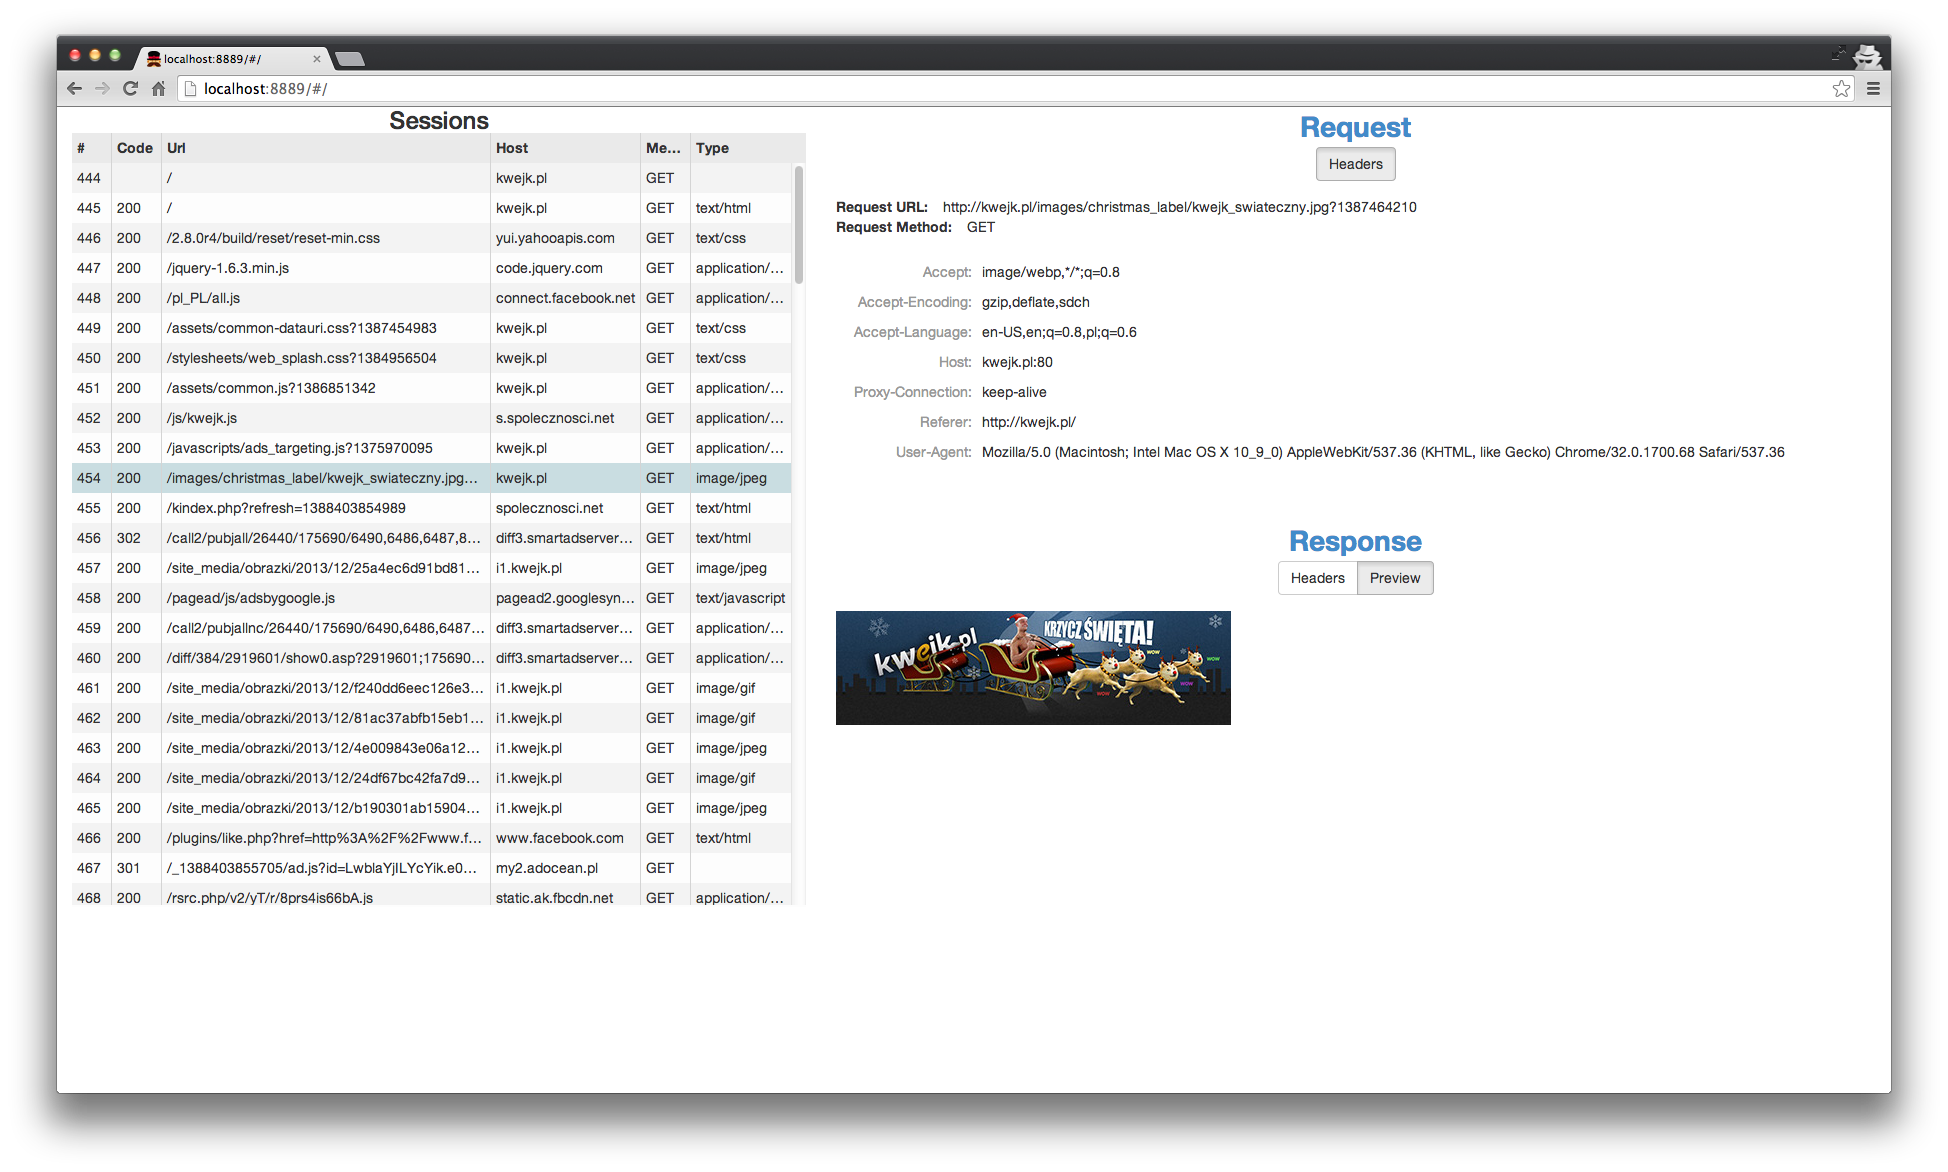 localhost:8889/#/
localhost:8889/#/
Sessions
# Code Url Host Me... Type
444 / kwejk.pl GET
445 200 / kwejk.pl GET text/html
446 200 /2.8.0r4/build/reset/reset-min.css yui.yahooapis.com GET text/css
447 200 /jquery-1.6.3.min.js code.jquery.com GET application/...
448 200 /pl_PL/all.js connect.facebook.net GET application/...
449 200 /assets/common-datauri.css?1387454983 kwejk.pl GET text/css
450 200 /stylesheets/web_splash.css?1384956504 kwejk.pl GET text/css
451 200 /assets/common.js?1386851342 kwejk.pl GET application/...
452 200 /js/kwejk.js s.spolecznosci.net GET application/...
453 200 /javascripts/ads_targeting.js?1375970095 kwejk.pl GET application/...
454 200 /images/christmas_label/kwejk_swiateczny.jpg... kwejk.pl GET image/jpeg
455 200 /kindex.php?refresh=1388403854989 spolecznosci.net GET text/html
456 302 /call2/pubjall/26440/175690/6490,6486,6487,8... diff3.smartadserver... GET text/html
457 200 /site_media/obrazki/2013/12/25a4ec6d91bd81... i1.kwejk.pl GET image/jpeg
458 200 /pagead/js/adsbygoogle.js pagead2.googlesyn... GET text/javascript
459 200 /call2/pubjallnc/26440/175690/6490,6486,6487... diff3.smartadserver... GET application/...
460 200 /diff/384/2919601/show0.asp?2919601;175690... diff3.smartadserver... GET application/...
461 200 /site_media/obrazki/2013/12/f240dd6eec126e3... i1.kwejk.pl GET image/gif
462 200 /site_media/obrazki/2013/12/81ac37abfb15eb1... i1.kwejk.pl GET image/gif
463 200 /site_media/obrazki/2013/12/4e009843e06a12... i1.kwejk.pl GET image/jpeg
464 200 /site_media/obrazki/2013/12/24df67bc42fa7d9... i1.kwejk.pl GET image/gif
465 200 /site_media/obrazki/2013/12/b190301ab15904... i1.kwejk.pl GET image/jpeg
466 200 /plugins/like.php?href=http%3A%2F%2Fwww.f... www.facebook.com GET text/html
467 301 /_1388403855705/ad.js?id=LwblaYjILYcYik.e0... my2.adocean.pl GET
468 200 /rsrc.php/v2/yT/r/8prs4is66bA.js static.ak.fbcdn.net GET application/...
Request
Headers
Request URL: http://kwejk.pl/images/christmas_label/kwejk_swiateczny.jpg?1387464210
Request Method: GET
Accept: image/webp,*/*;q=0.8
Accept-Encoding: gzip,deflate,sdch
Accept-Language: en-US,en;q=0.8,pl;q=0.6
Host: kwejk.pl:80
Proxy-Connection: keep-alive
Referer: http://kwejk.pl/
User-Agent: Mozilla/5.0 (Macintosh; Intel Mac OS X 10_9_0) AppleWebKit/537.36 (KHTML, like Gecko) Chrome/32.0.1700.68 Safari/537.36
Response
Headers Preview
kwejk.pl
KRZYCZ ŚWIĘTA!
wow
wow
wow
wow